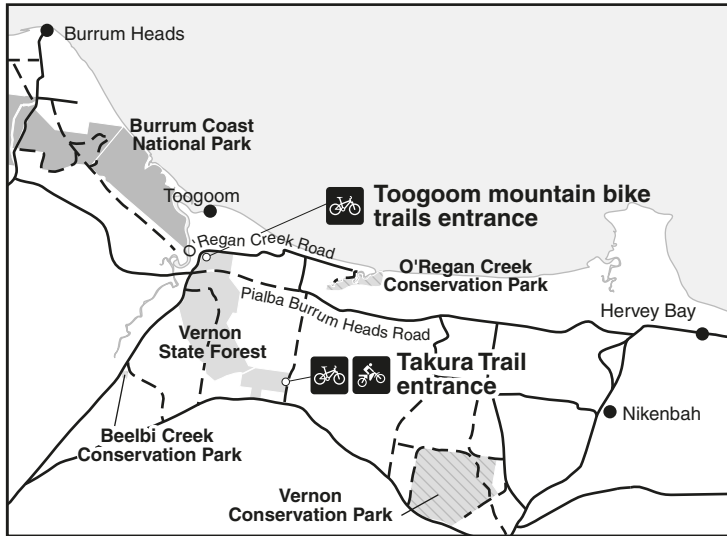 Burrum Heads
Burrum Coast
National Park
Toogoom
Toogoom mountain bike
trails entrance
O'Regan Creek Road
O'Regan Creek
Conservation Park
Pialba Burrum Heads Road
Hervey Bay
Vernon
State Forest
Takura Trail
entrance
Nikenbah
Beelbi Creek
Conservation Park
Vernon
Conservation Park